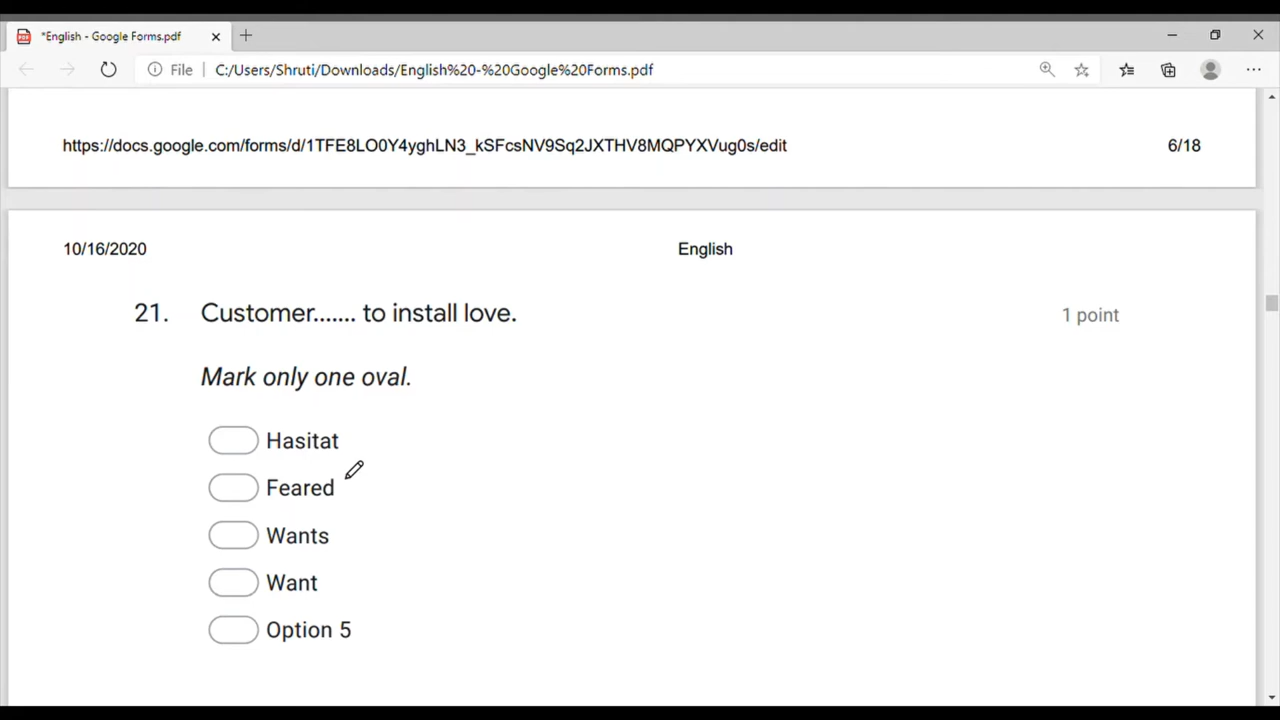 *English - Google Forms.pdf
File
C:/Users/Shruti/Downloads/English%20-%20Google%20Forms.pdf
https://docs.google.com/forms/d/1TFE8LO0Y4yghLN3_kSFcsNV9Sq2JXTHV8MQPYXVug0s/edit 6/18
10/16/2020 English
21. Customer....... to install love. 1 point
Mark only one oval.
Hasitat
Feared
Wants
Want
Option 5